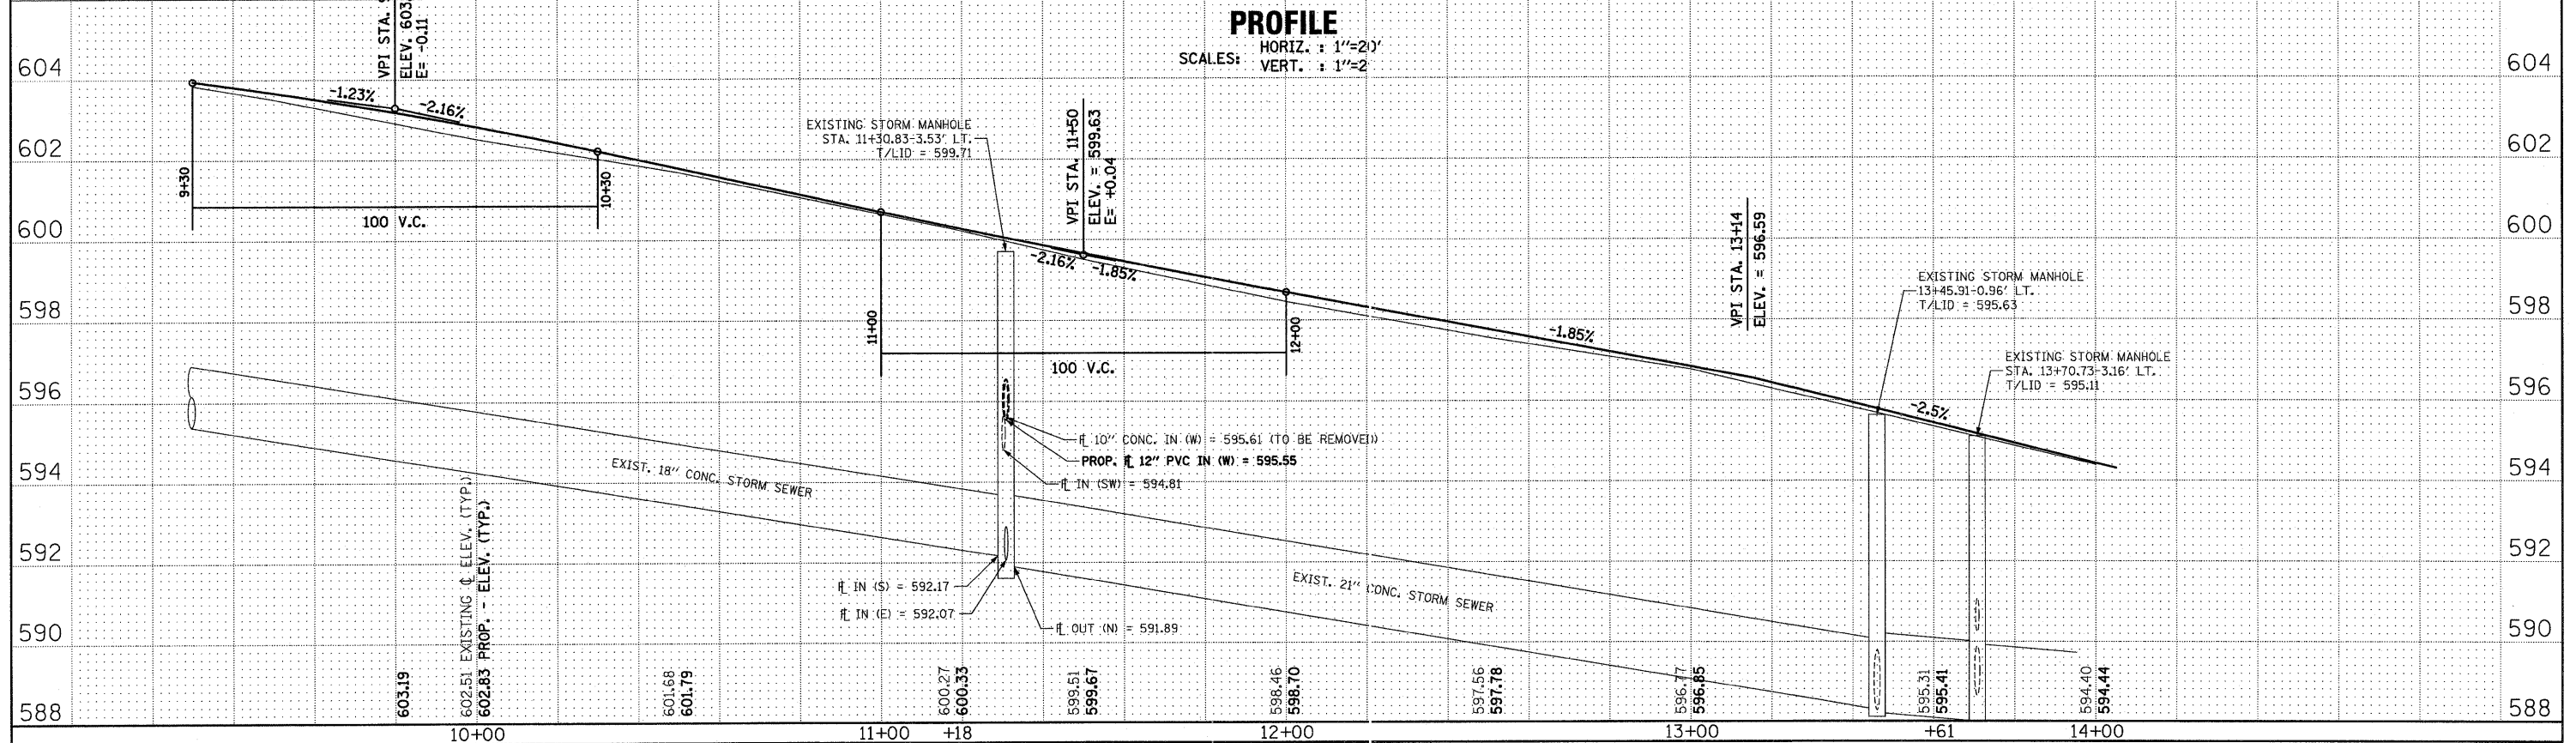 PROFILE
SCALES:
HORIZ. : 1"=20'
VERT. : 1"=2
VPI STA.
ELEV. 603.
E= -0.11
604
602
600
598
596
594
592
590
588
604
602
600
598
596
594
592
590
588
-1.23%
-2.16%
9+30
10+30
100 V.C.
EXISTING STORM MANHOLE
STA. 11+30.83-3.53' LT.
T/LID = 599.71
VPI STA. 11+50
ELEV. = 599.63
E= +0.04
-2.16%
-1.85%
11+00
12+00
100 V.C.
-1.85%
VPI STA. 13+14
ELEV. = 596.59
EXISTING STORM MANHOLE
13+45.91-0.96' LT.
T/LID = 595.63
EXISTING STORM MANHOLE
STA. 13+70.73-3.16' LT.
T/LID = 595.11
-2.5%
FL 10" CONC. IN (W) = 595.61 (TO BE REMOVED)
PROP. FL 12" PVC IN (W) = 595.55
FL IN (SW) = 594.81
EXIST. 18" CONC. STORM SEWER
FL IN (S) = 592.17
FL IN (E) = 592.07
FL OUT (N) = 591.89
EXIST. 21" CONC. STORM SEWER
603.19
602.51 EXISTING ℄ ELEV. (TYP.)
602.83 PROP. - ELEV. (TYP.)
601.68
601.79
600.27
600.33
599.51
599.67
598.46
598.70
597.56
597.78
596.77
596.85
595.31
595.41
594.40
594.44
10+00
11+00
+18
12+00
13+00
+61
14+00